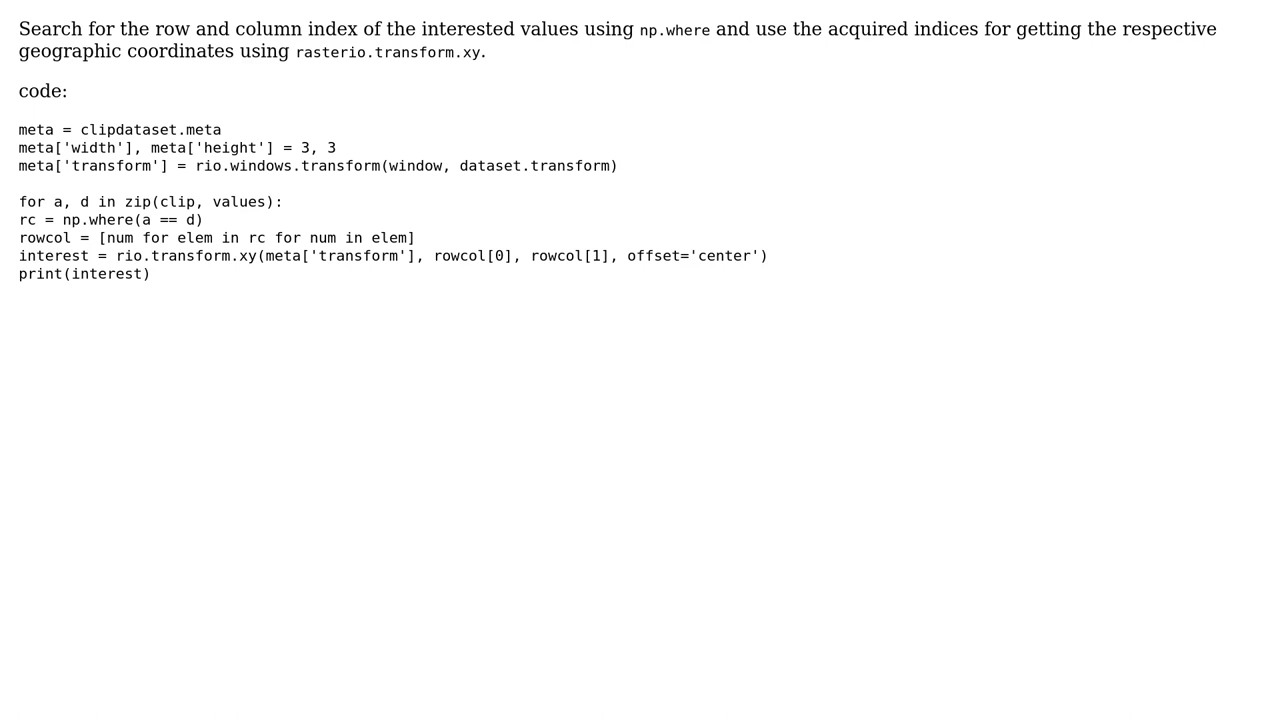 Search for the row and column index of the interested values using np.where and use the acquired indices for getting the respective
geographic coordinates using rasterio.transform.xy.
code:
meta = clipdataset.meta
meta['width'], meta['height'] = 3, 3
meta['transform'] = rio.windows.transform(window, dataset.transform)
for a, d in zip(clip, values):
rc = np.where(a == d)
rowcol = [num for elem in rc for num in elem]
interest = rio.transform.xy(meta['transform'], rowcol[0], rowcol[1], offset='center')
print(interest)